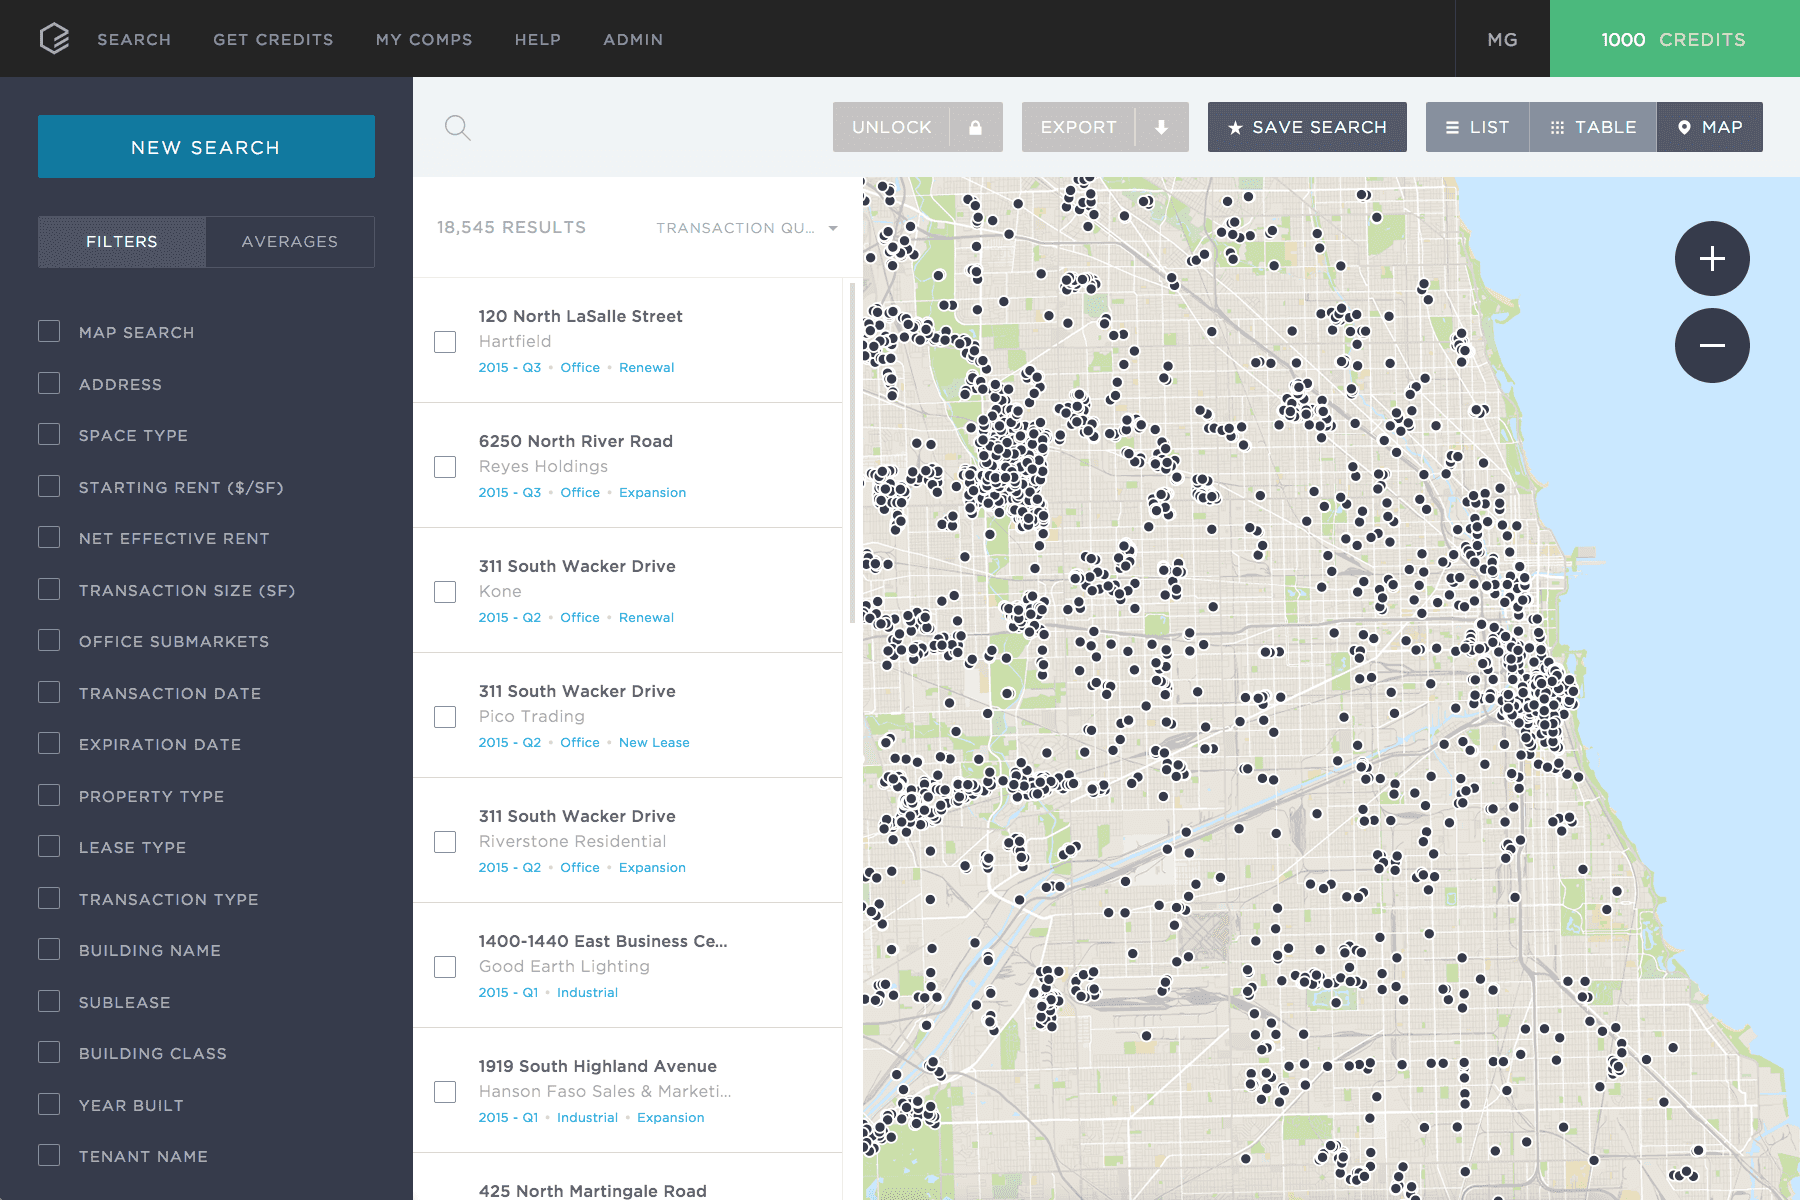 SEARCH GET CREDITS MY COMPS HELP ADMIN MG 1000 CREDITS
NEW SEARCH
FILTERS AVERAGES
MAP SEARCH
ADDRESS
SPACE TYPE
STARTING RENT ($/SF)
NET EFFECTIVE RENT
TRANSACTION SIZE (SF)
OFFICE SUBMARKETS
TRANSACTION DATE
EXPIRATION DATE
PROPERTY TYPE
LEASE TYPE
TRANSACTION TYPE
BUILDING NAME
SUBLEASE
BUILDING CLASS
YEAR BUILT
TENANT NAME
UNLOCK EXPORT SAVE SEARCH LIST TABLE MAP
18,545 RESULTS TRANSACTION QU...
120 North LaSalle Street
Hartfield
2015 - Q3 • Office • Renewal
6250 North River Road
Reyes Holdings
2015 - Q3 • Office • Expansion
311 South Wacker Drive
Kone
2015 - Q2 • Office • Renewal
311 South Wacker Drive
Pico Trading
2015 - Q2 • Office • New Lease
311 South Wacker Drive
Riverstone Residential
2015 - Q2 • Office • Expansion
1400-1440 East Business Ce...
Good Earth Lighting
2015 - Q1 • Industrial
1919 South Highland Avenue
Hanson Faso Sales & Marketi...
2015 - Q1 • Industrial • Expansion
425 North Martingale Road